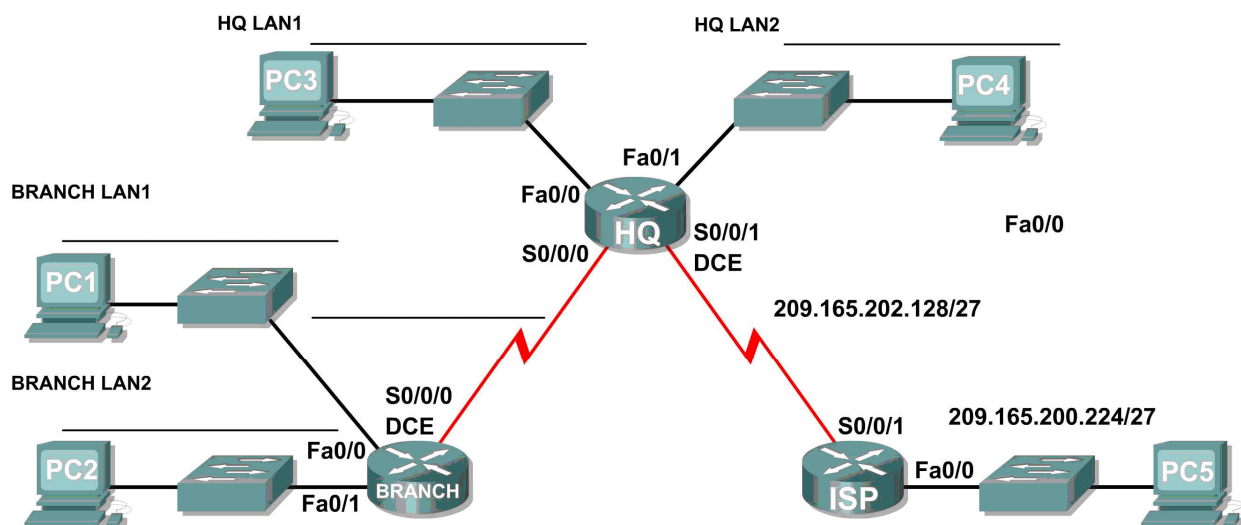 HQ LAN1
HQ LAN2
PC3
PC4
Fa0/1
Fa0/0
BRANCH LAN1
HQ
S0/0/1
DCE
Fa0/0
S0/0/0
PC1
209.165.202.128/27
BRANCH LAN2
S0/0/0
DCE
S0/0/1
209.165.200.224/27
Fa0/0
PC2
Fa0/1
BRANCH
ISP
Fa0/0
PC5